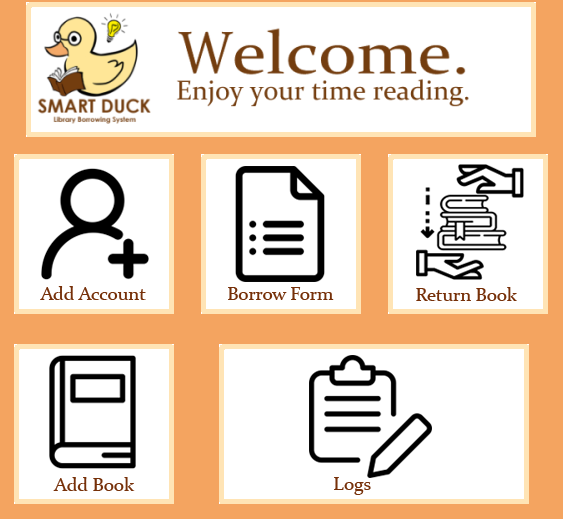 Welcome.
Enjoy your time reading.
SMART DUCK
Library Borrowing System
Add Account
Borrow Form
Return Book
Add Book
Logs